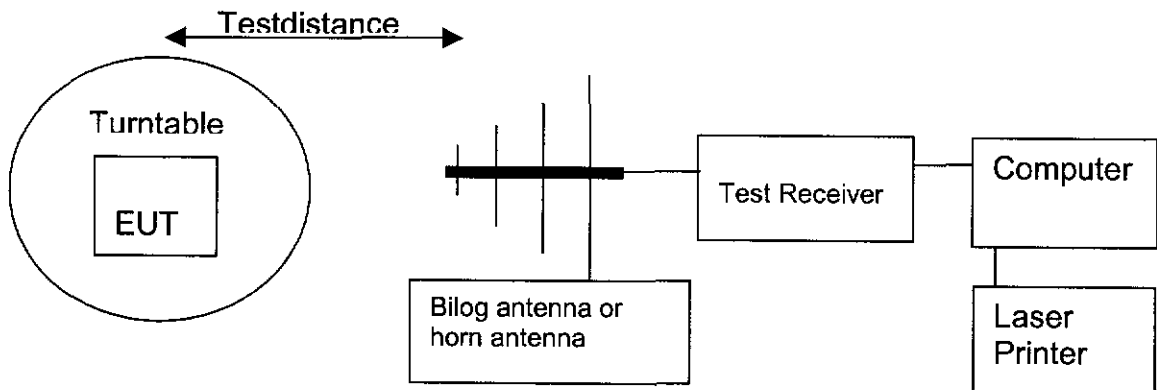 Testdistance
Turntable
EUT
Test Receiver
Computer
Bilog antenna or
horn antenna
Laser
Printer